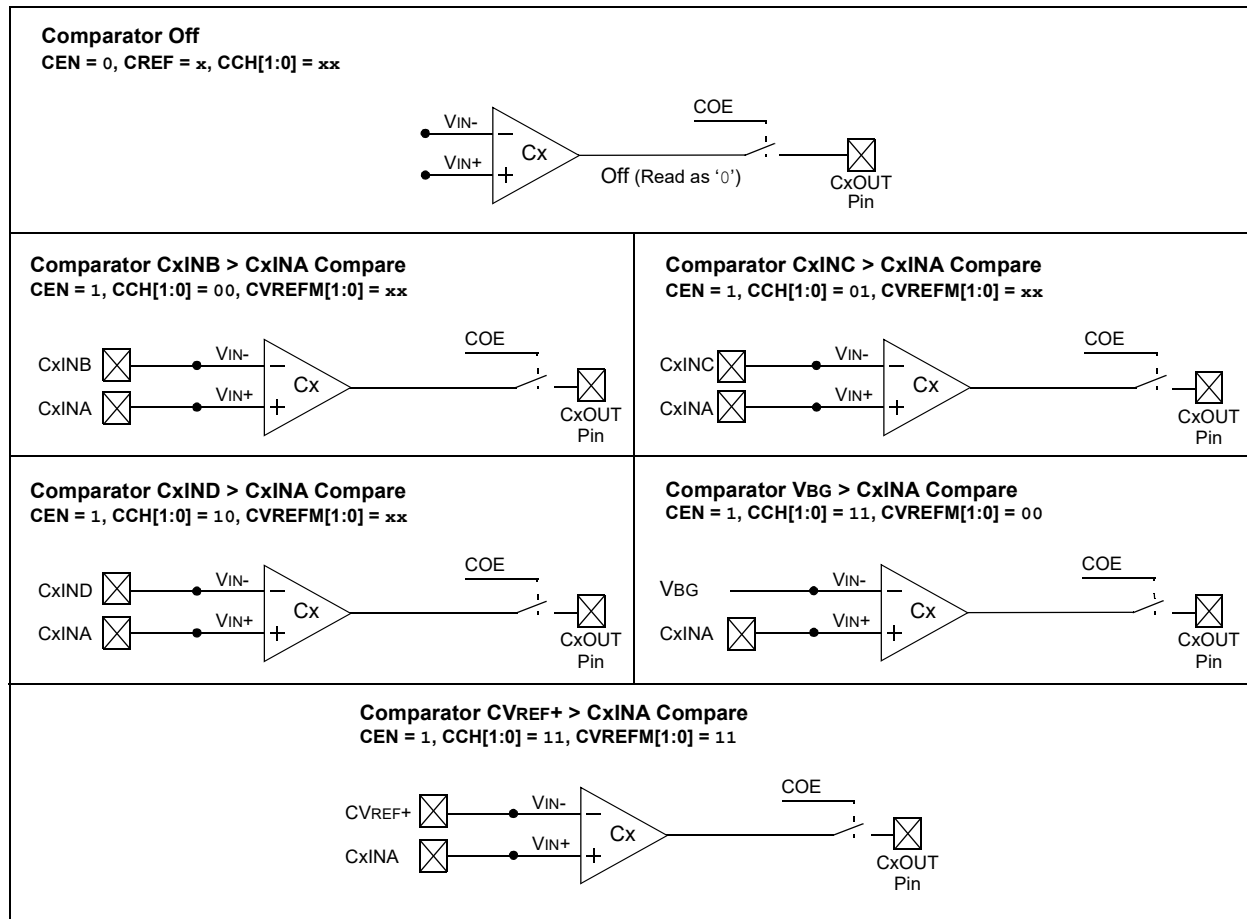 Comparator Off
CEN = 0, CREF = x, CCH[1:0] = xx
COE
VIN-
–
Cx
VIN+
+
Off (Read as ‘0’)
CxOUT
Pin
Comparator CxINB > CxINA Compare
CEN = 1, CCH[1:0] = 00, CVREFM[1:0] = xx
COE
CxINB
VIN-
–
Cx
CxINA
VIN+
+
CxOUT
Pin
Comparator CxINC > CxINA Compare
CEN = 1, CCH[1:0] = 01, CVREFM[1:0] = xx
COE
CxINC
VIN-
–
Cx
CxINA
VIN+
+
CxOUT
Pin
Comparator CxIND > CxINA Compare
CEN = 1, CCH[1:0] = 10, CVREFM[1:0] = xx
COE
CxIND
VIN-
–
Cx
CxINA
VIN+
+
CxOUT
Pin
Comparator VBG > CxINA Compare
CEN = 1, CCH[1:0] = 11, CVREFM[1:0] = 00
COE
VBG
VIN-
–
Cx
CxINA
VIN+
+
CxOUT
Pin
Comparator CVREF+ > CxINA Compare
CEN = 1, CCH[1:0] = 11, CVREFM[1:0] = 11
COE
CVREF+
VIN-
–
Cx
CxINA
VIN+
+
CxOUT
Pin